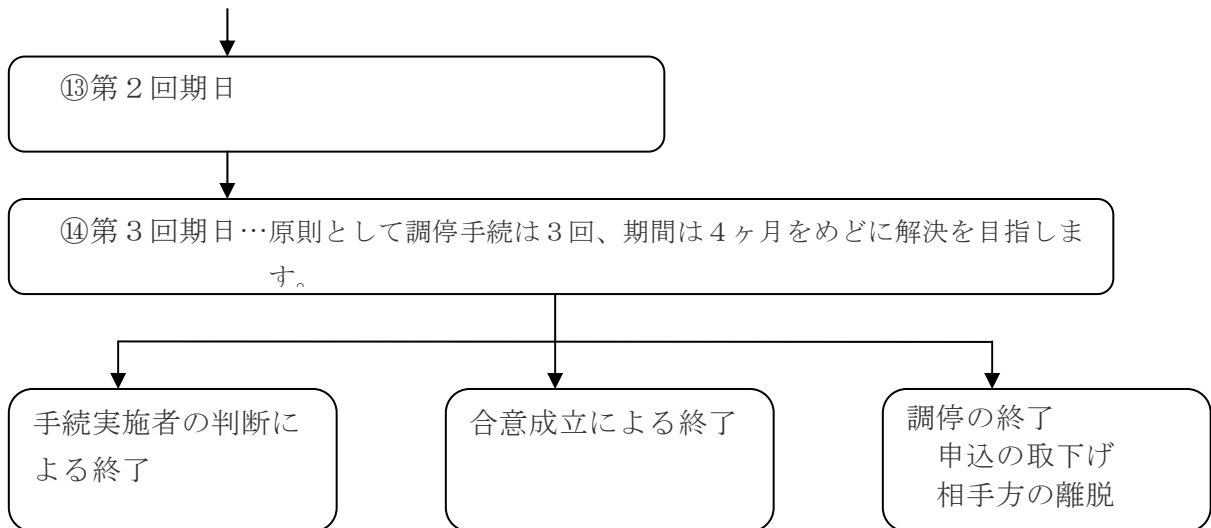 ⑬第２回期日
⑭第３回期日…原則として調停手続は３回、期間は４ヶ月をめどに解決を目指しま
す。
手続実施者の判断に
よる終了
合意成立による終了
調停の終了
申込の取下げ
相手方の離脱